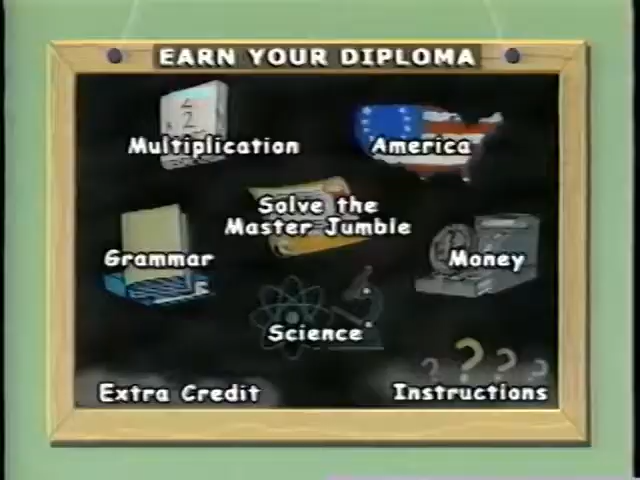 EARN YOUR DIPLOMA
Multiplication
America
Solve the
Master Jumble
Grammar
Money
Science
Extra Credit
Instructions